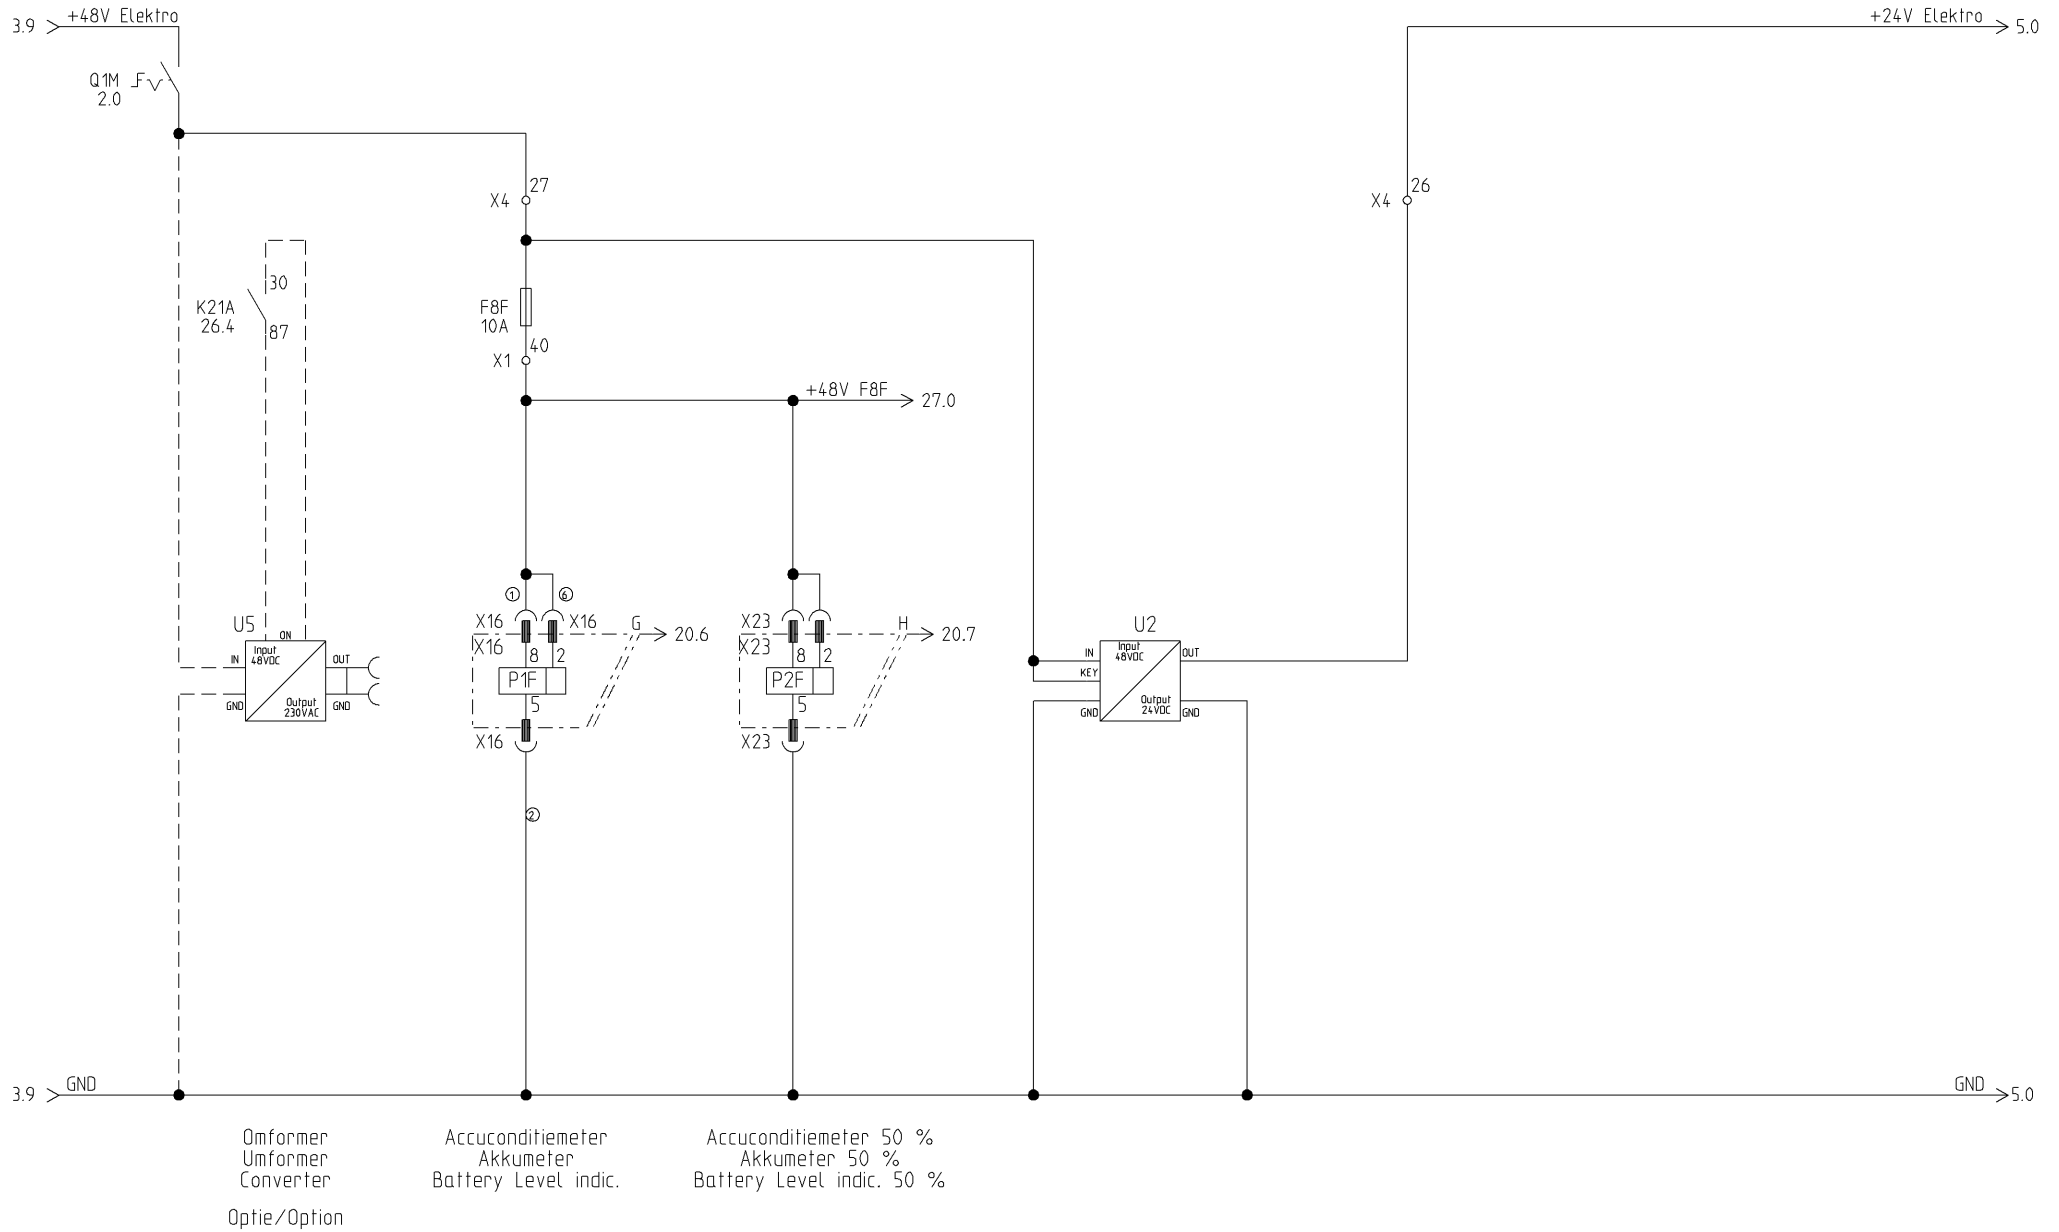 3.9 +48V Elektro
+24V Elektro 5.0
Q1M
2.0
27
X4
26
X4
30
K21A
26.4
87
F8F
10A
40
X1
+48V F8F 27.0
1
6
U5
ON
Input
48VDC
IN
OUT
GND
Output
230VAC
GND
X16
X16
X16
G
20.6
8
2
P1F
5
X16
2
X23
X23
H
20.7
8
2
P2F
5
X23
U2
Input
48VDC
IN
KEY
GND
OUT
Output
24VDC
GND
3.9 GND
GND 5.0
Omformer
Umformer
Converter
Optie/Option
Accuconditiemeter
Akkumeter
Battery Level indic.
Accuconditiemeter 50 %
Akkumeter 50 %
Battery Level indic. 50 %